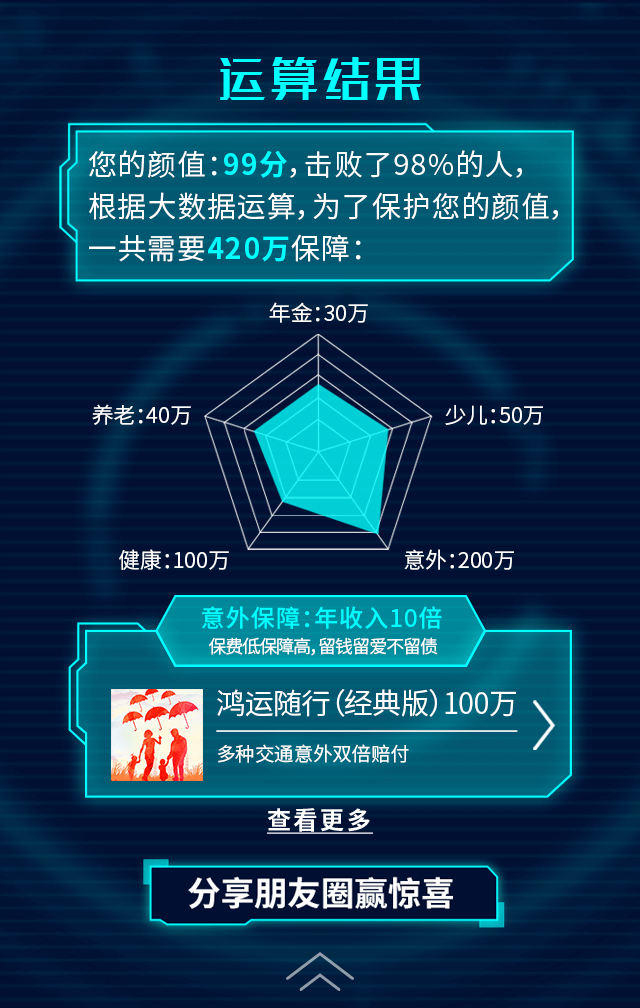 运算结果
您的颜值：99分，击败了98%的人，
根据大数据运算，为了保护您的颜值，
一共需要420万保障：
年金：30万
养老：40万
少儿：50万
健康：100万
意外：200万
意外保障：年收入10倍
保费低保障高，留钱留爱不留债
鸿运随行（经典版）100万
多种交通意外双倍赔付
查看更多
分享朋友圈赢惊喜